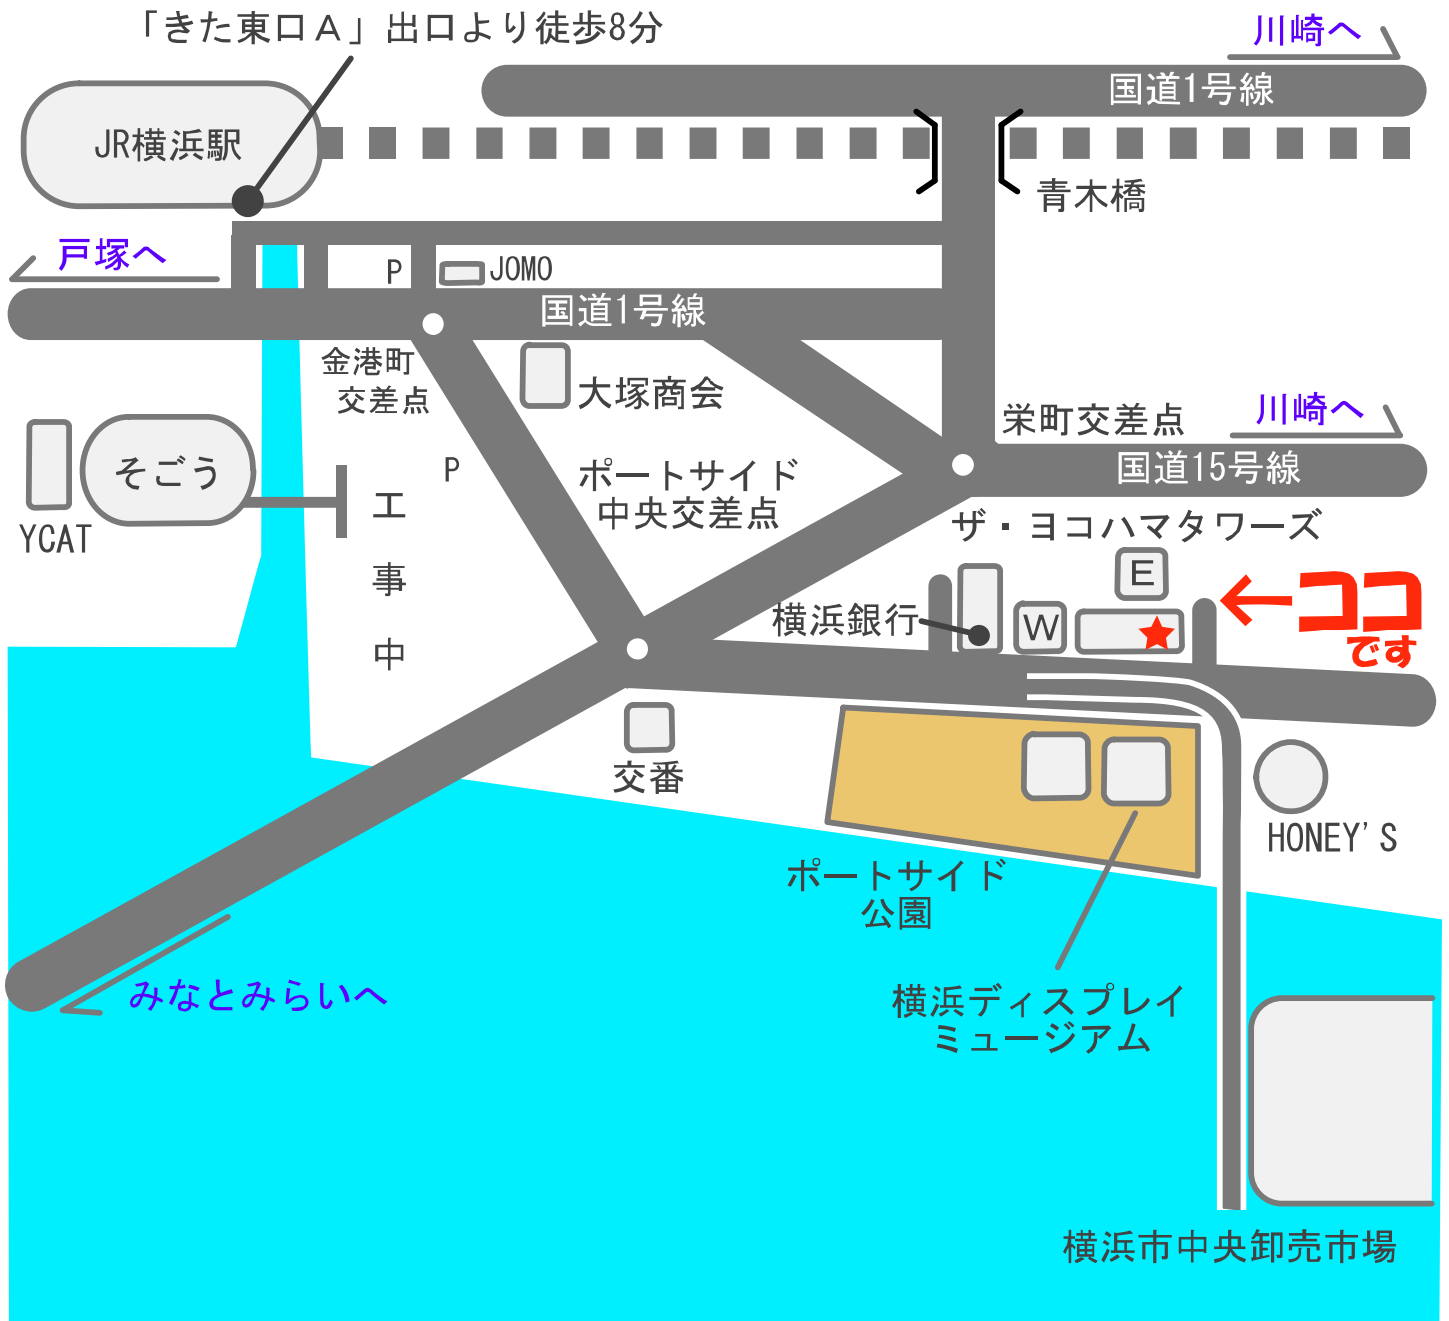 「きた東口Ａ」出口より徒歩8分
川崎へ
国道1号線
JR横浜駅
青木橋
戸塚へ
P
JOMO
国道1号線
金港町
交差点
大塚商会
栄町交差点
川崎へ
そごう
YCAT
P
工
事
中
ポートサイド
中央交差点
国道15号線
ザ・ヨコハマタワーズ
E
W
横浜銀行
←ココ
です
交番
HONEY'S
ポートサイド
公園
みなとみらいへ
横浜ディスプレイ
ミュージアム
横浜市中央卸売市場